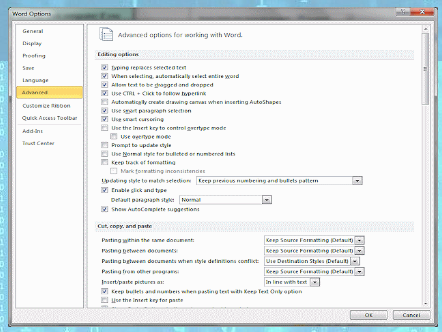 Word Options
General
Display
Proofing
Save
Language
Advanced
Customize Ribbon
Quick Access Toolbar
Add-Ins
Trust Center
Advanced options for working with Word.
Editing options
Typing replaces selected text
When selecting, automatically select entire word
Allow text to be dragged and dropped
Use CTRL + Click to follow hyperlink
Automatically create drawing canvas when inserting AutoShapes
Use smart paragraph selection
Use smart cursoring
Use the Insert key to control overtype mode
Use overtype mode
Prompt to update style
Use Normal style for bulleted or numbered lists
Keep track of formatting
Mark formatting inconsistencies
Updating style to match selection: Keep previous numbering and bullets pattern
Enable click and type
Default paragraph style: Normal
Show AutoComplete suggestions
Cut, copy, and paste
Pasting within the same document: Keep Source Formatting (Default)
Pasting between documents: Keep Source Formatting (Default)
Pasting between documents when style definitions conflict: Use Destination Styles (Default)
Pasting from other programs: Keep Source Formatting (Default)
Insert/paste pictures as: In line with text
Keep bullets and numbers when pasting text with Keep Text Only option
Use the Insert key for paste
OK Cancel